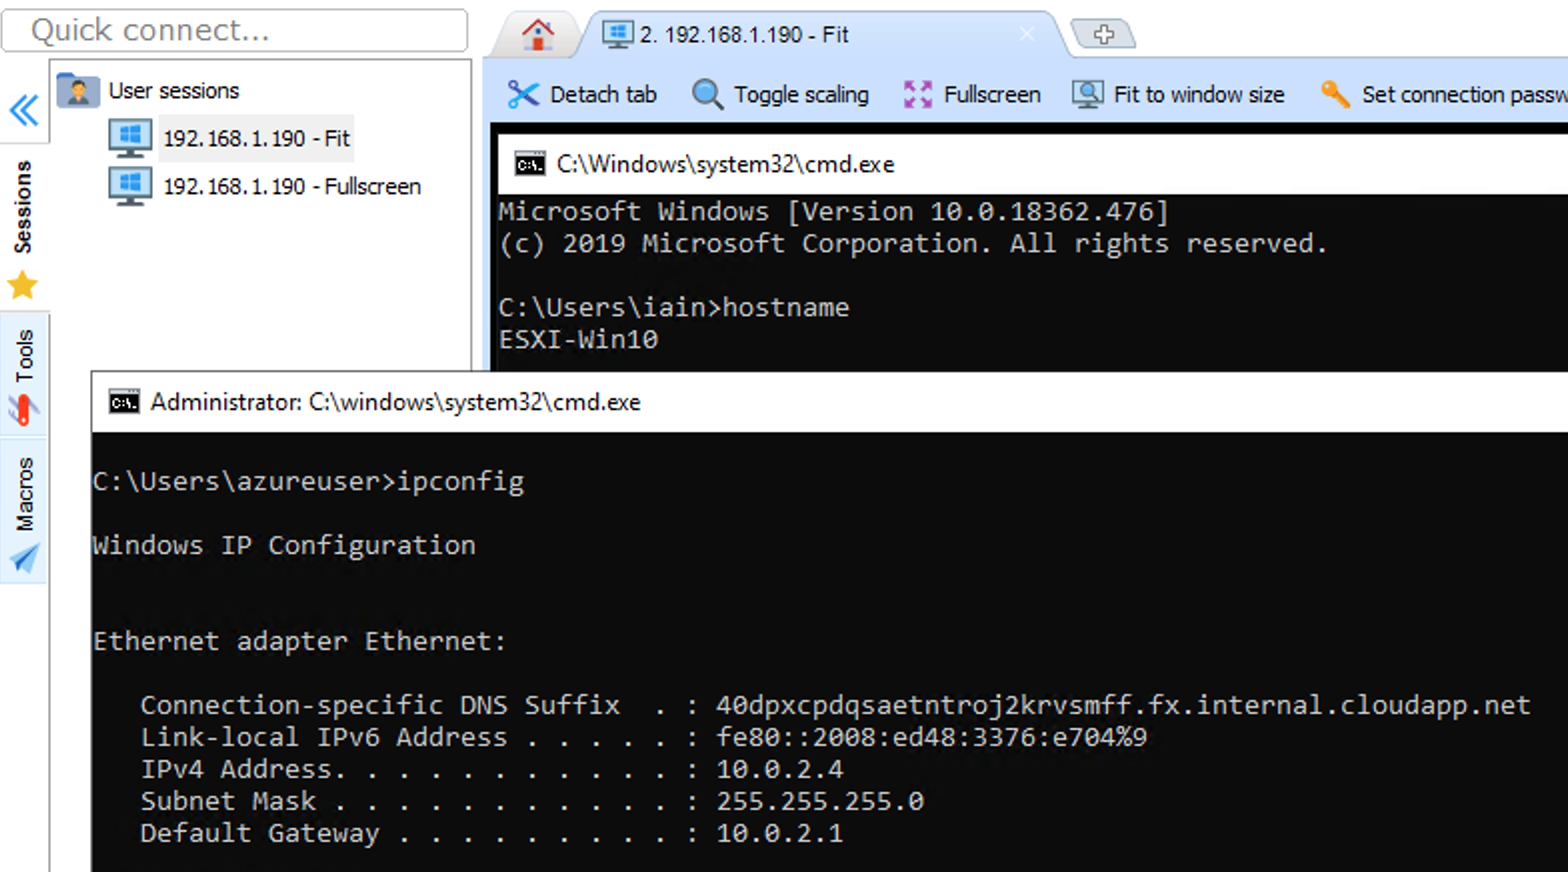 Quick connect...
2. 192.168.1.190 - Fit
User sessions
192.168.1.190 - Fit
192.168.1.190 - Fullscreen
Sessions
Tools
Macros
Detach tab
Toggle scaling
Fullscreen
Fit to window size
Set connection passw
C:\Windows\system32\cmd.exe
Microsoft Windows [Version 10.0.18362.476]
(c) 2019 Microsoft Corporation. All rights reserved.
C:\Users\iain>hostname
ESXI-Win10
Administrator: C:\windows\system32\cmd.exe
C:\Users\azureuser>ipconfig
Windows IP Configuration
Ethernet adapter Ethernet:
Connection-specific DNS Suffix  . : 40dpxcpdqsaetntroj2krvsmff.fx.internal.cloudapp.net
Link-local IPv6 Address . . . . . : fe80::2008:ed48:3376:e704%9
IPv4 Address. . . . . . . . . . . : 10.0.2.4
Subnet Mask . . . . . . . . . . . : 255.255.255.0
Default Gateway . . . . . . . . . : 10.0.2.1